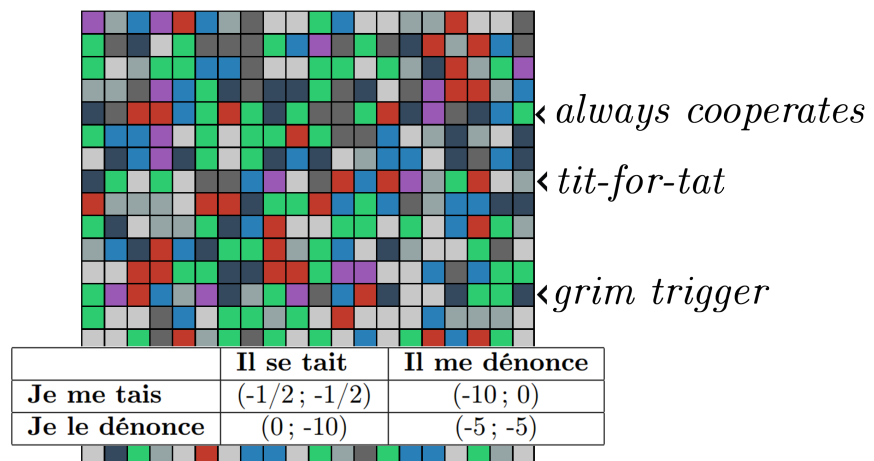 always cooperates
tit-for-tat
grim trigger
Il se tait Il me dénonce
Je me tais (-1/2 ; -1/2) (-10 ; 0)
Je le dénonce (0 ; -10) (-5 ; -5)